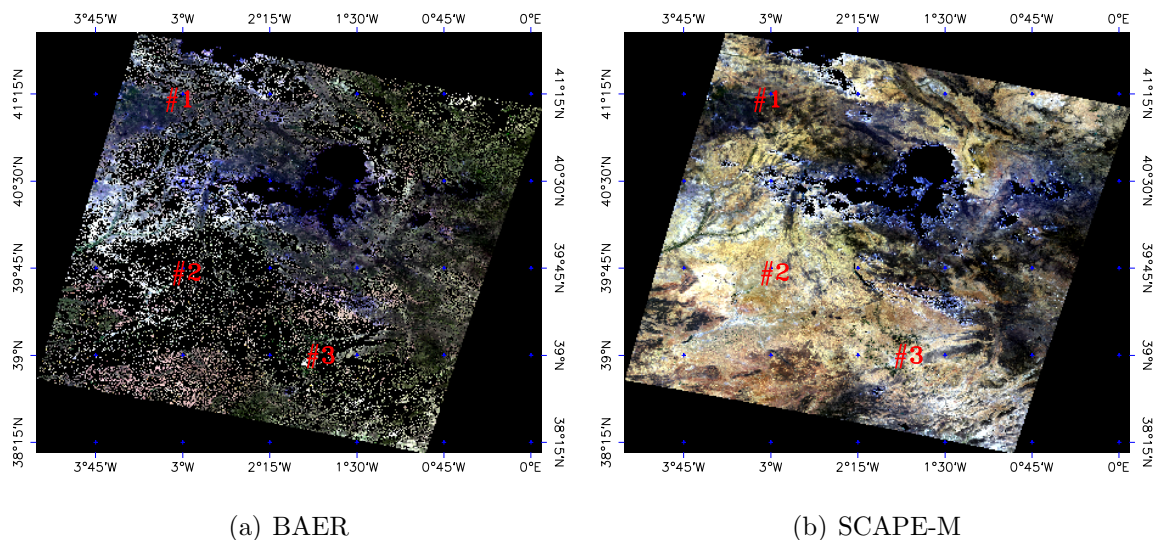 3°45'W 3°W 2°15'W 1°30'W 0°45'W 0°E
3°45'W 3°W 2°15'W 1°30'W 0°45'W 0°E
41°15'N 41°15'N 41°15'N 41°15'N
#1 #1
40°30'N 40°30'N 40°30'N 40°30'N
39°45'N 39°45'N 39°45'N 39°45'N
#2 #2
39°N 39°N 39°N 39°N
#3 #3
38°15'N 38°15'N 38°15'N 38°15'N
3°45'W 3°W 2°15'W 1°30'W 0°45'W 0°E
3°45'W 3°W 2°15'W 1°30'W 0°45'W 0°E
(a) BAER
(b) SCAPE-M